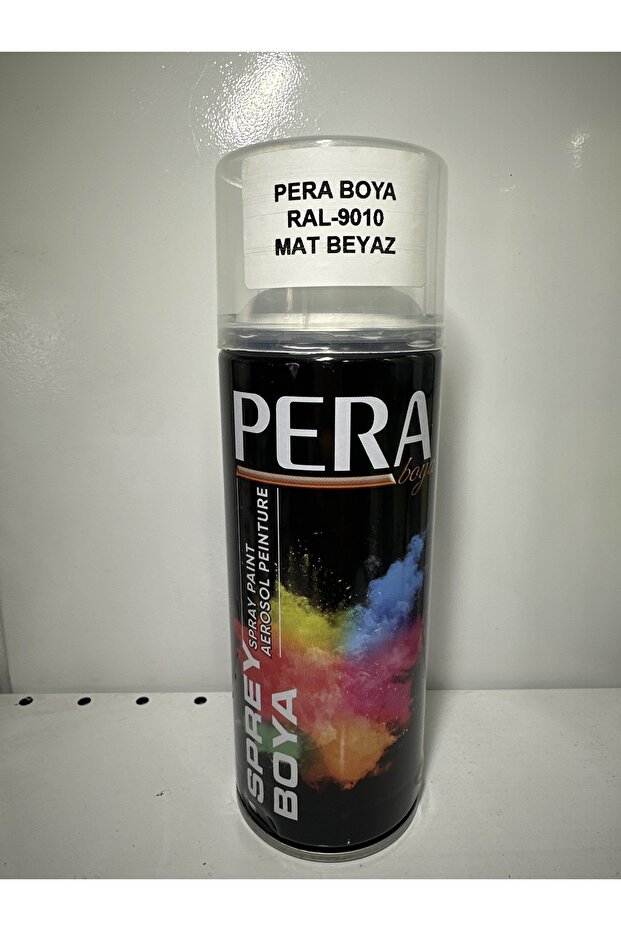 PERA BOYA
RAL-9010
MAT BEYAZ
PERA
boya
SPREY
BOYA
SPRAY PAINT
AEROSOL PEINTURE